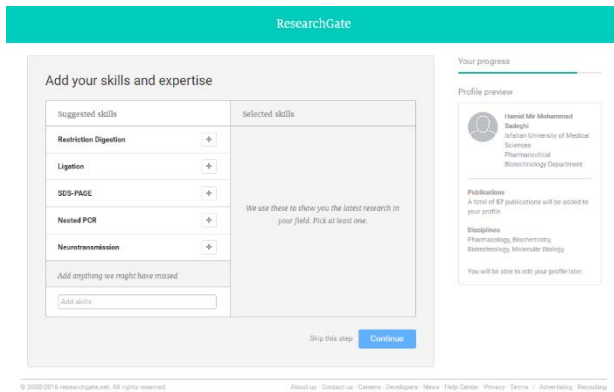 ResearchGate
Add your skills and expertise
Suggested skills
Selected skills
Restriction Digestion
Ligation
SDS-PAGE
Nested PCR
Neurotransmission
Add anything we might have missed
Add skills
We use these to show you the latest research in
your field. Pick at least one.
Skip this step
Continue
Your progress
Profile preview
Hamid Mir Mohammad
Sadeghi
Isfahan University of Medical
Sciences
Pharmaceutical
Biotechnology Department
Publications
A total of 57 publications will be added to
your profile.
Disciplines
Pharmacology, Biochemistry,
Biotechnology, Molecular Biology
You will be able to edit your profile later.
© 2008-2016 researchgate.net. All rights reserved.
About us · Contact us · Careers · Developers · News · Help Center · Privacy · Terms | Advertising · Recruiting